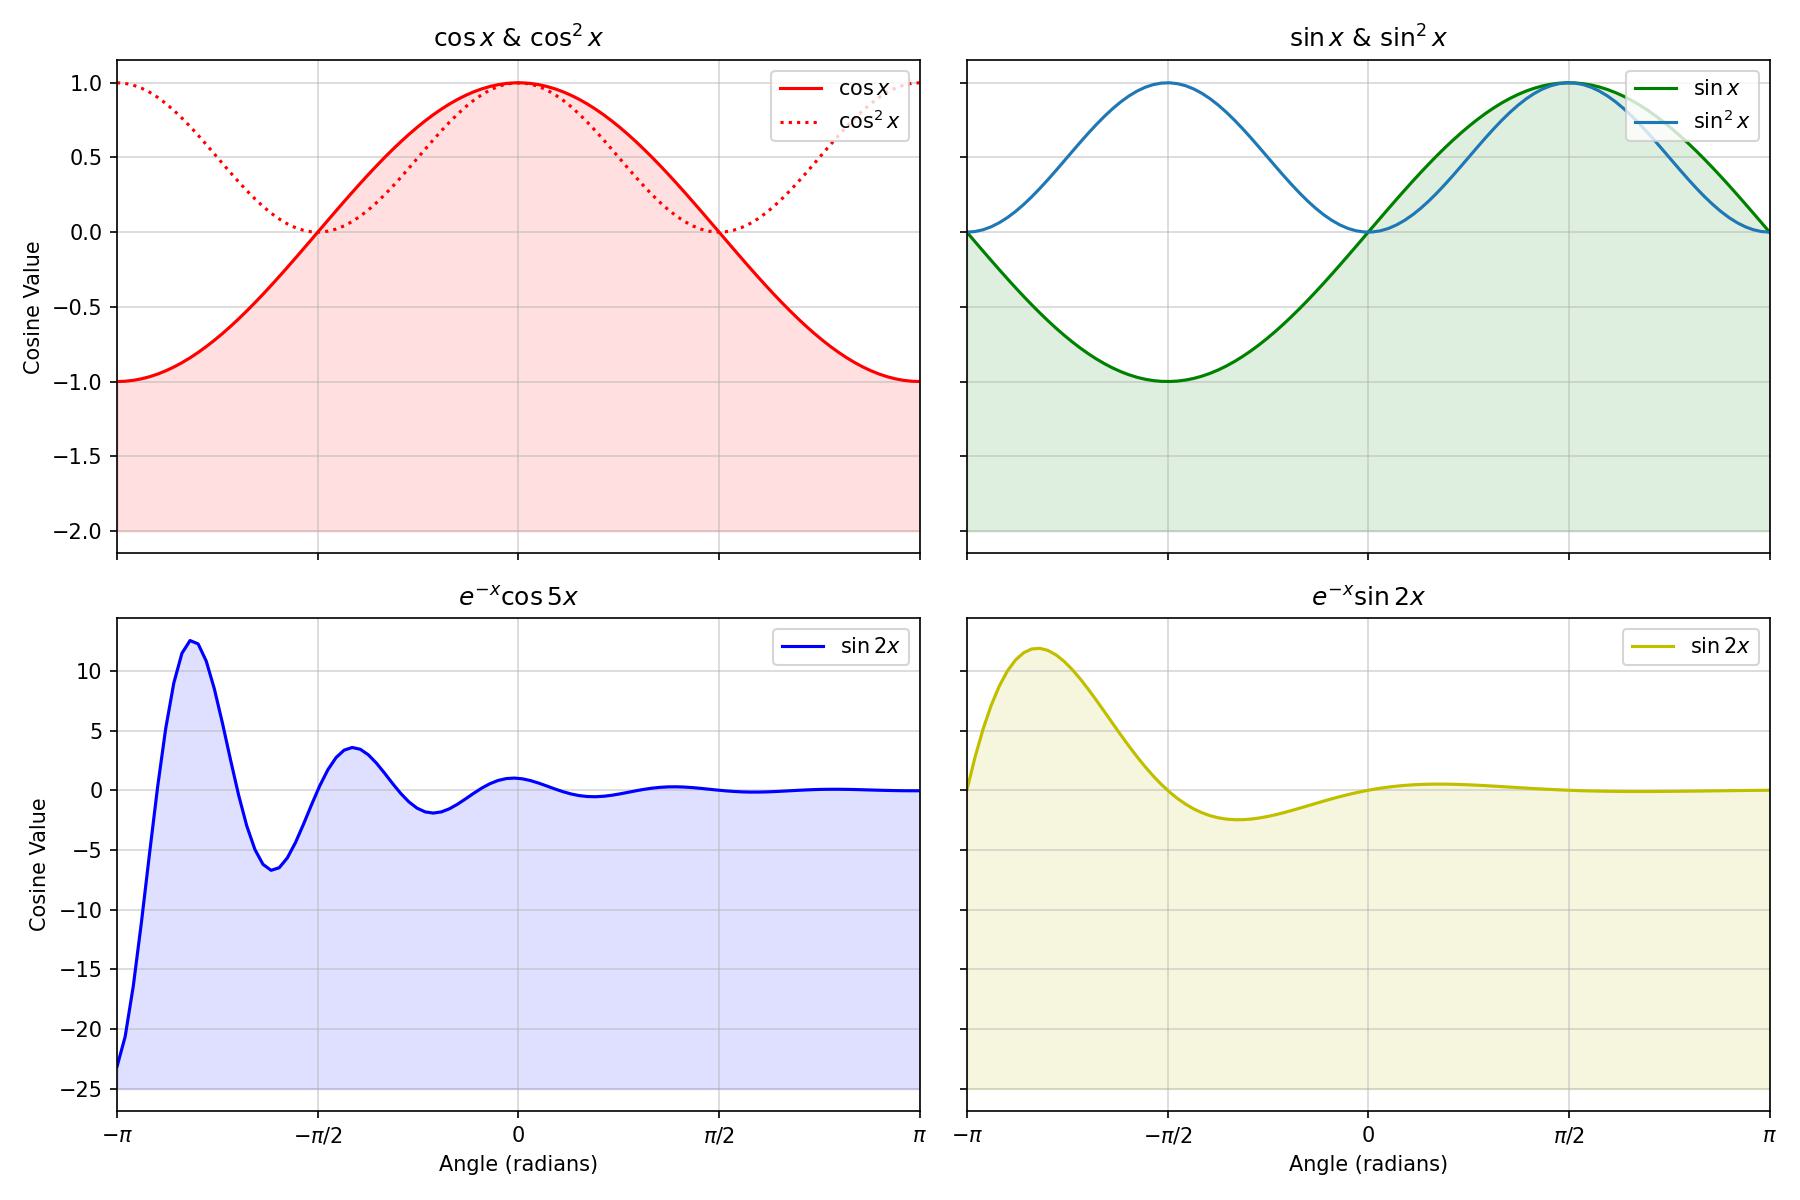 cos x & cos² x
sin x & sin² x
cos x
cos² x
sin x
sin² x
1.0
0.5
0.0
−0.5
−1.0
−1.5
−2.0
Cosine Value
e⁻ˣcos 5x
e⁻ˣsin 2x
sin 2x
sin 2x
10
5
0
−5
−10
−15
−20
−25
Cosine Value
−π −π/2 0 π/2 π
−π −π/2 0 π/2 π
Angle (radians)
Angle (radians)